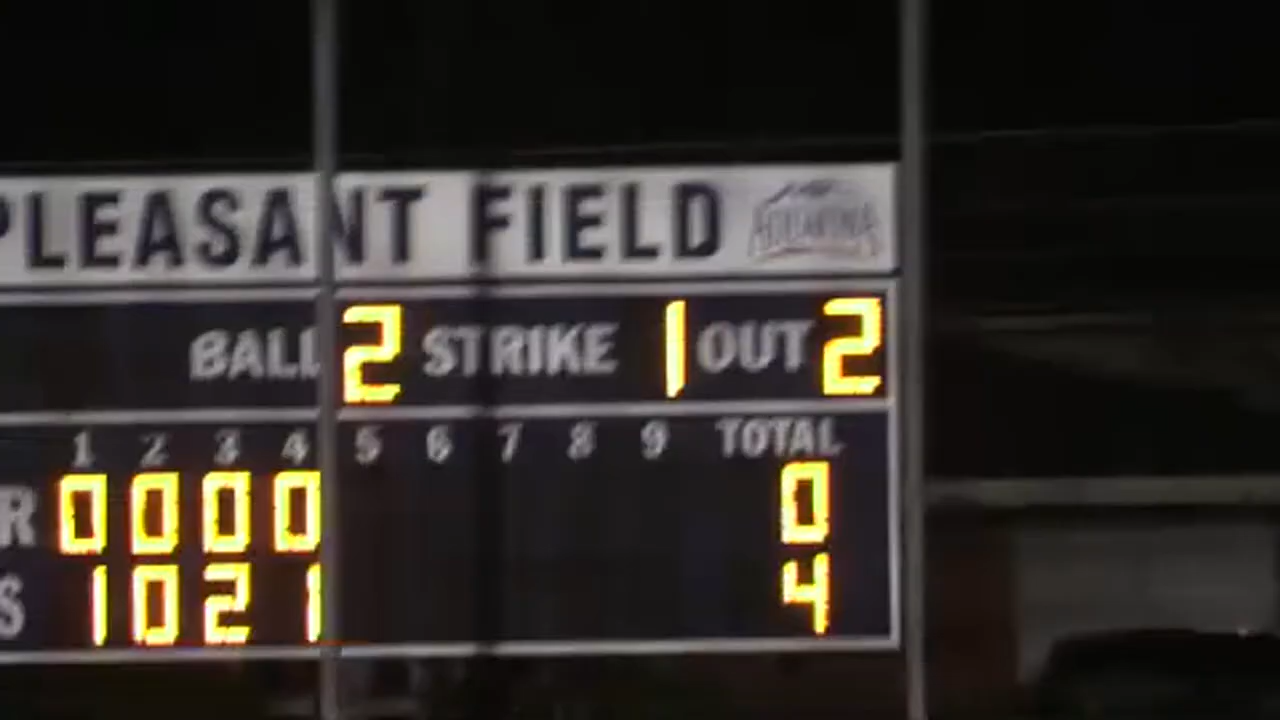 PLEASANT FIELD
BALL 2 STRIKE 1 OUT 2
1 2 3 4 5 6 7 8 9 TOTAL
R 0 0 0 0 0
S 1 0 2 1 4